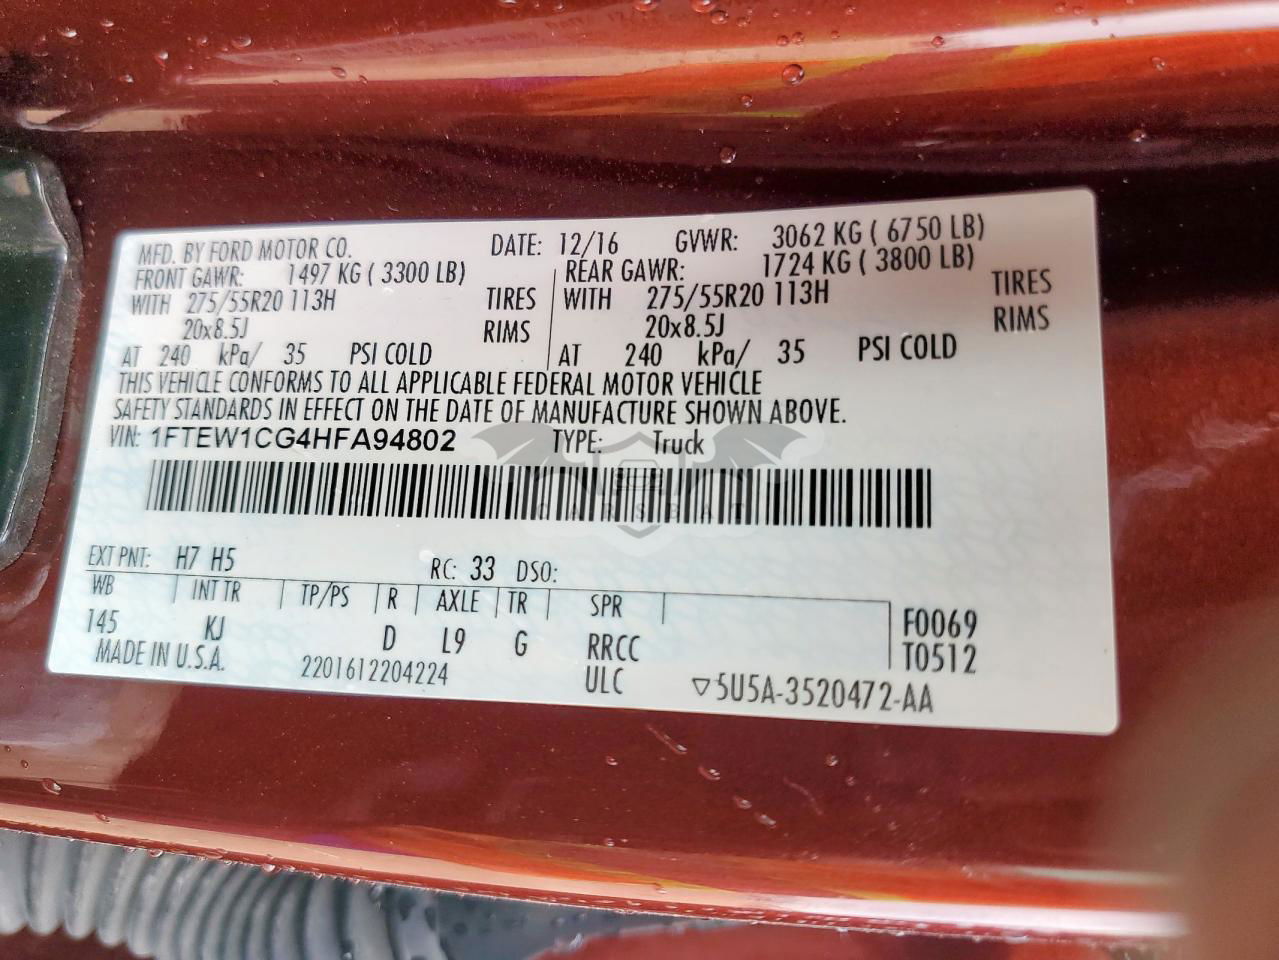 MFD. BY FORD MOTOR CO. DATE: 12/16 GVWR: 3062 KG ( 6750 LB)
FRONT GAWR: 1497 KG ( 3300 LB) REAR GAWR: 1724 KG ( 3800 LB)
WITH 275/55R20 113H TIRES WITH 275/55R20 113H TIRES
20x8.5J RIMS 20x8.5J RIMS
AT 240 kPa/ 35 PSI COLD AT 240 kPa/ 35 PSI COLD
THIS VEHICLE CONFORMS TO ALL APPLICABLE FEDERAL MOTOR VEHICLE
SAFETY STANDARDS IN EFFECT ON THE DATE OF MANUFACTURE SHOWN ABOVE.
VIN: 1FTEW1CG4HFA94802 TYPE: Truck
CARSBAT
EXT PNT: H7 H5 RC: 33 DSO:
WB INT TR TP/PS R AXLE TR SPR F0069
145 KJ D L9 G RRCC T0512
MADE IN U.S.A. 2201612204224 ULC ▽5U5A-3520472-AA